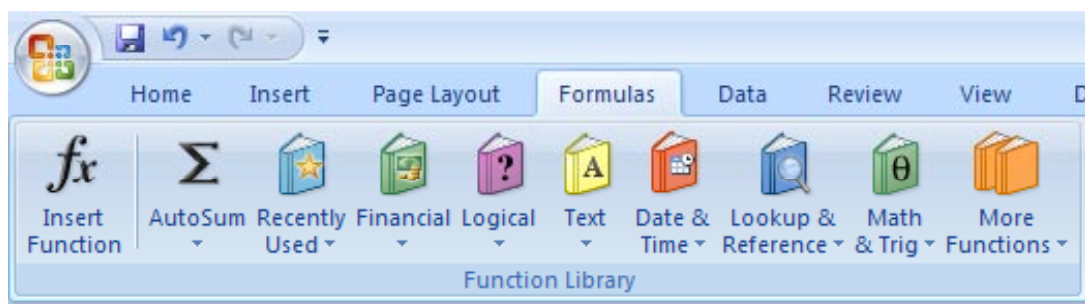 Home Insert Page Layout Formulas Data Review View D
fx Σ ? A θ
Insert AutoSum Recently Financial Logical Text Date & Lookup & Math More
Function Used Time Reference & Trig Functions
Function Library